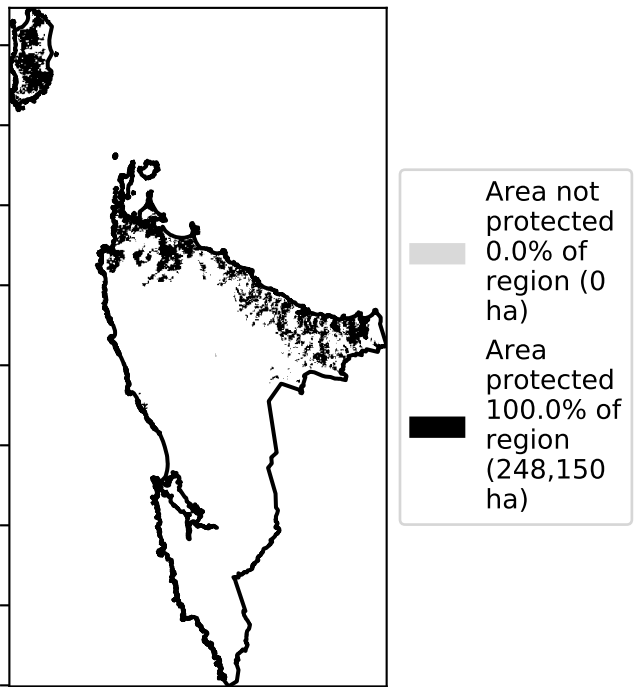 Area not
protected
0.0% of
region (0
ha)
Area
protected
100.0% of
region
(248,150
ha)